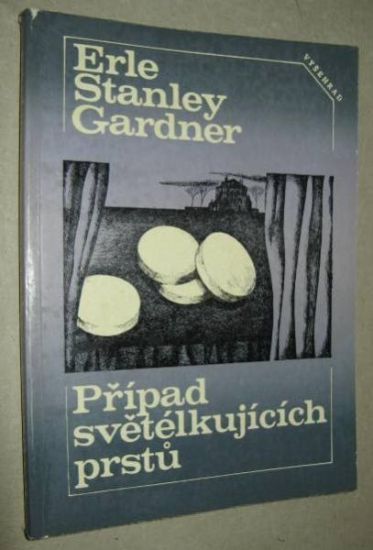 Erle
Stanley
Gardner
VYŠEHRAD
Případ
světélkujících
prstů